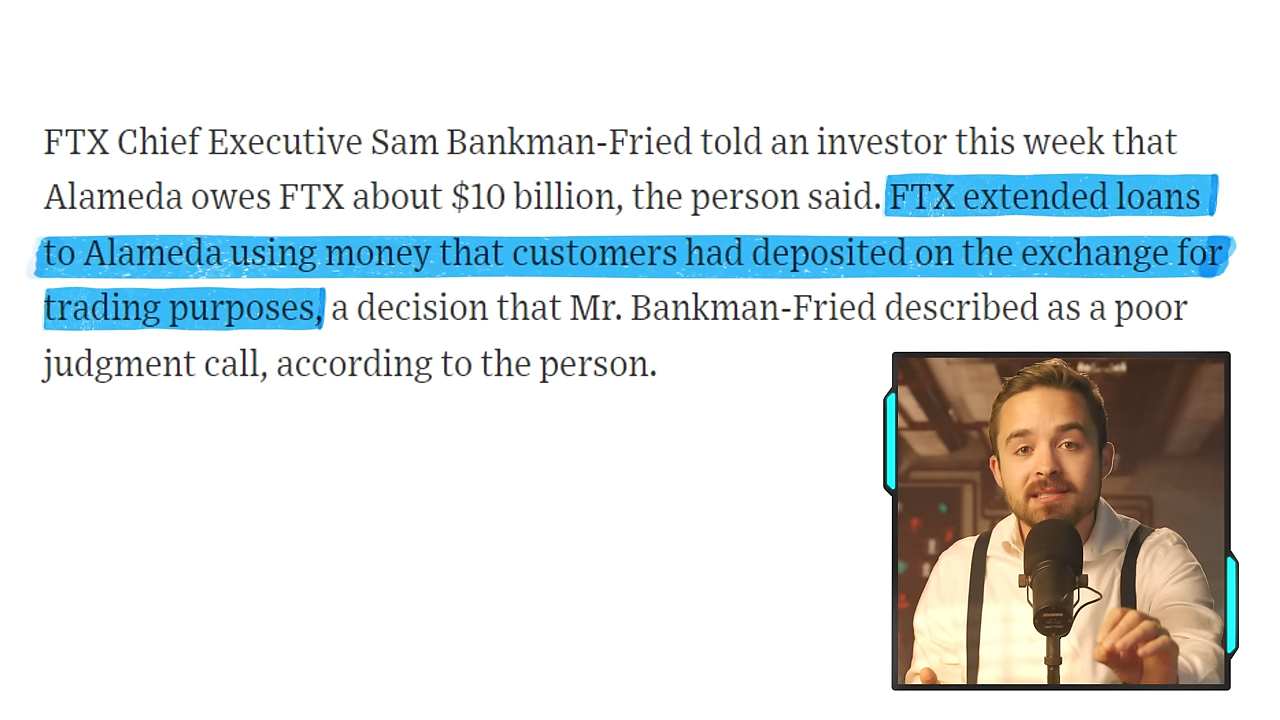 FTX Chief Executive Sam Bankman-Fried told an investor this week that
Alameda owes FTX about $10 billion, the person said. FTX extended loans
to Alameda using money that customers had deposited on the exchange for
trading purposes, a decision that Mr. Bankman-Fried described as a poor
judgment call, according to the person.